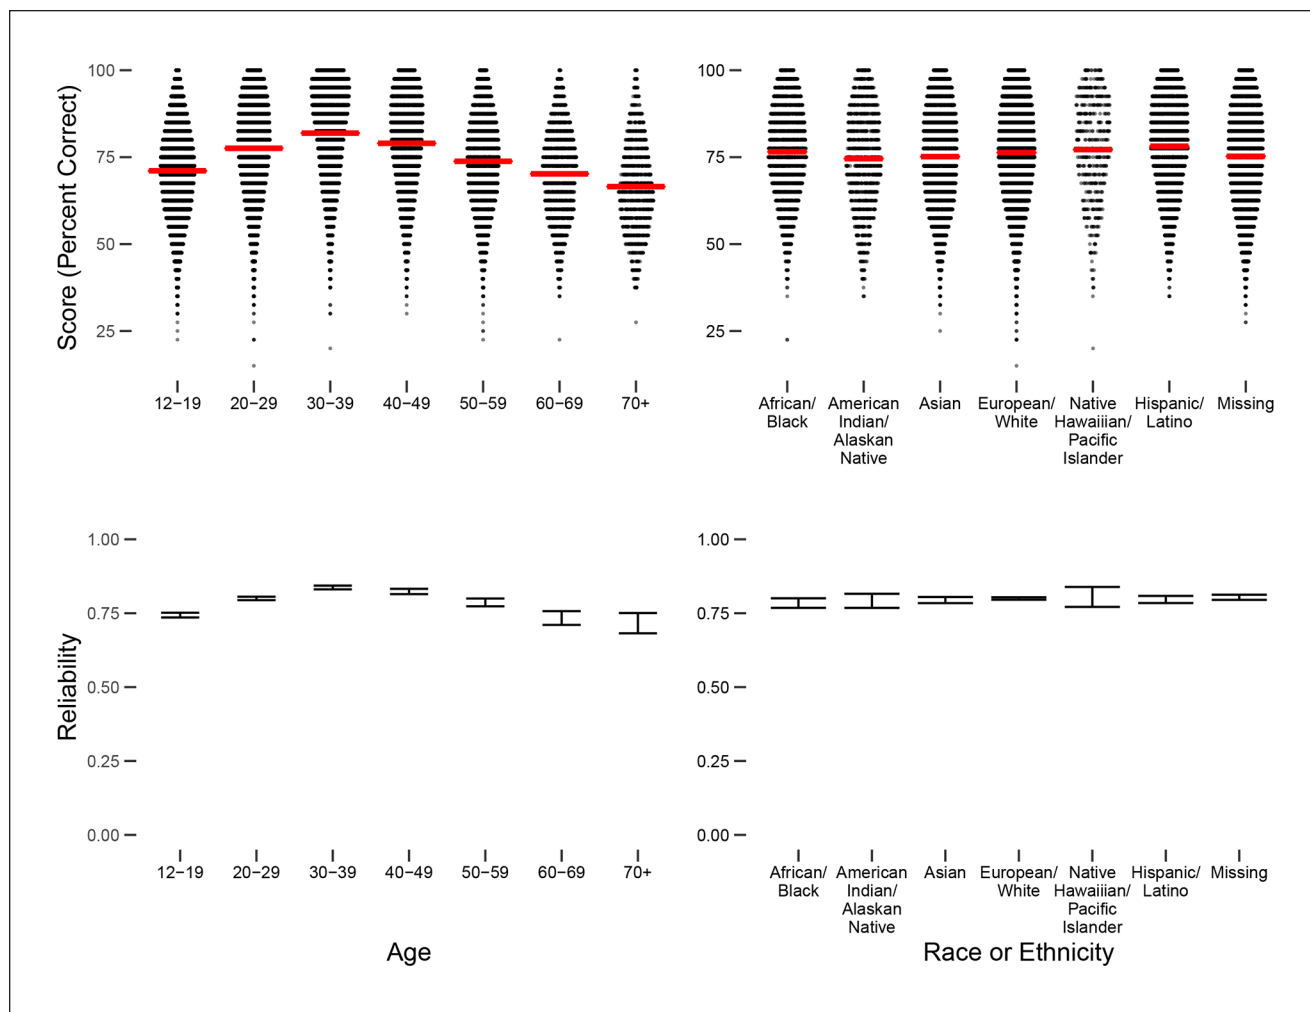 Score (Percent Correct)
100
75
50
25
12−19
20−29
30−39
40−49
50−59
60−69
70+
100
75
50
25
African/
Black
American
Indian/
Alaskan
Native
Asian
European/
White
Native
Hawaiiian/
Pacific
Islander
Hispanic/
Latino
Missing
Reliability
1.00
0.75
0.50
0.25
0.00
12−19
20−29
30−39
40−49
50−59
60−69
70+
Age
1.00
0.75
0.50
0.25
0.00
African/
Black
American
Indian/
Alaskan
Native
Asian
European/
White
Native
Hawaiiian/
Pacific
Islander
Hispanic/
Latino
Missing
Race or Ethnicity